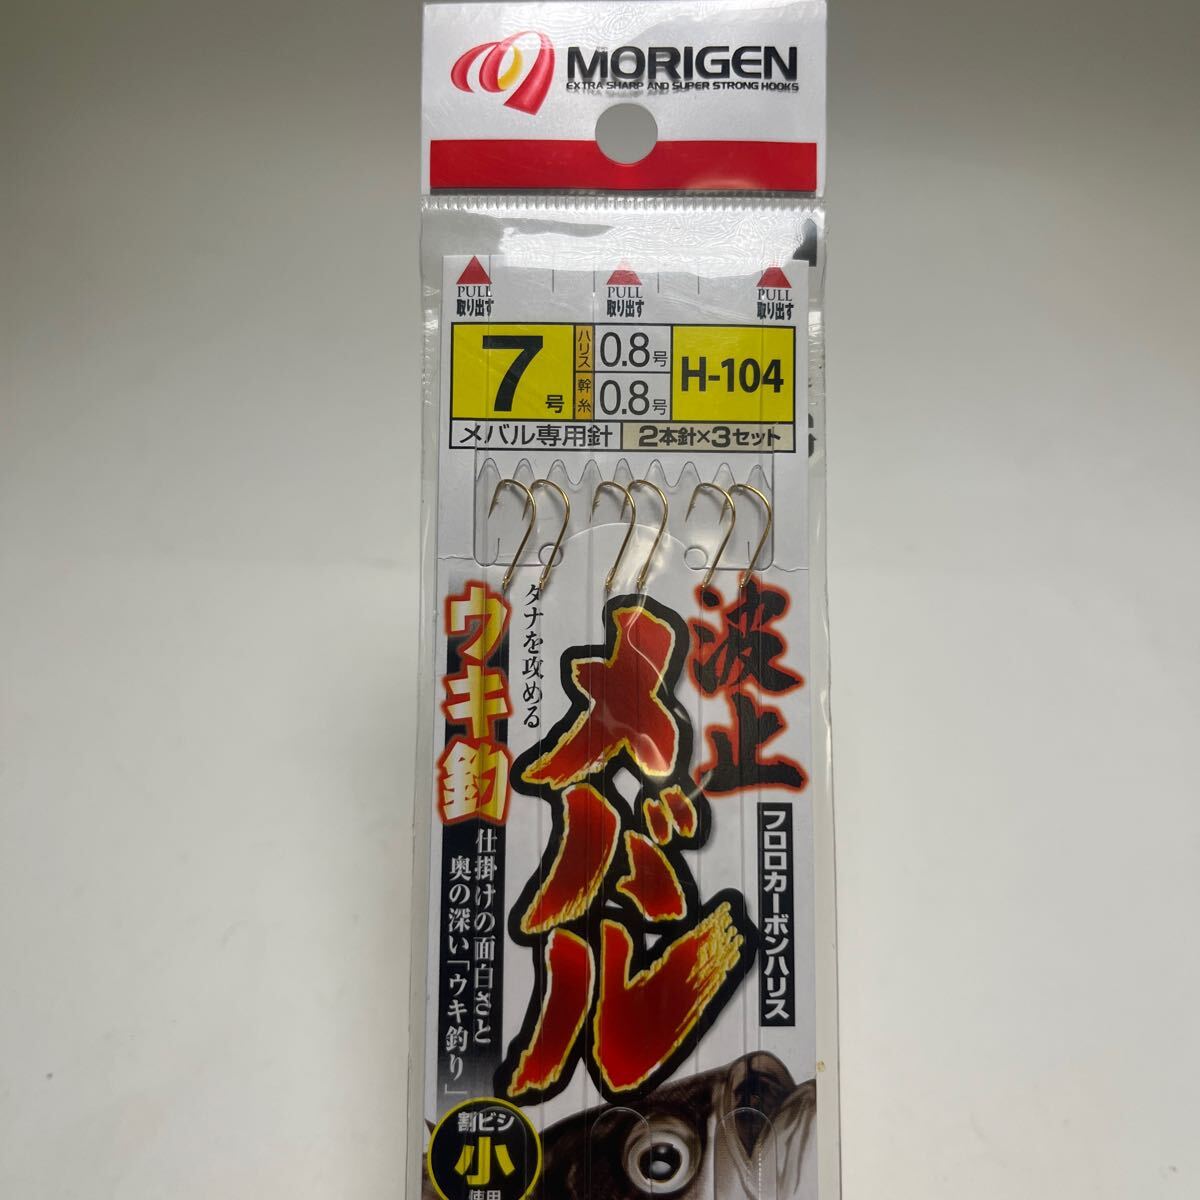 MORIGEN
EXTRA SHARP AND SUPER STRONG HOOKS
PULL
取り出す
PULL
取り出す
PULL
取り出す
7号
ハリス 0.8号
幹糸 0.8号
H-104
メバル専用針
2本針×3セット
波止
メバル
フロロカーボンハリス
タナを攻める
ウキ釣
仕掛けの面白さと
奥の深い「ウキ釣り」
割ビシ
小
使用